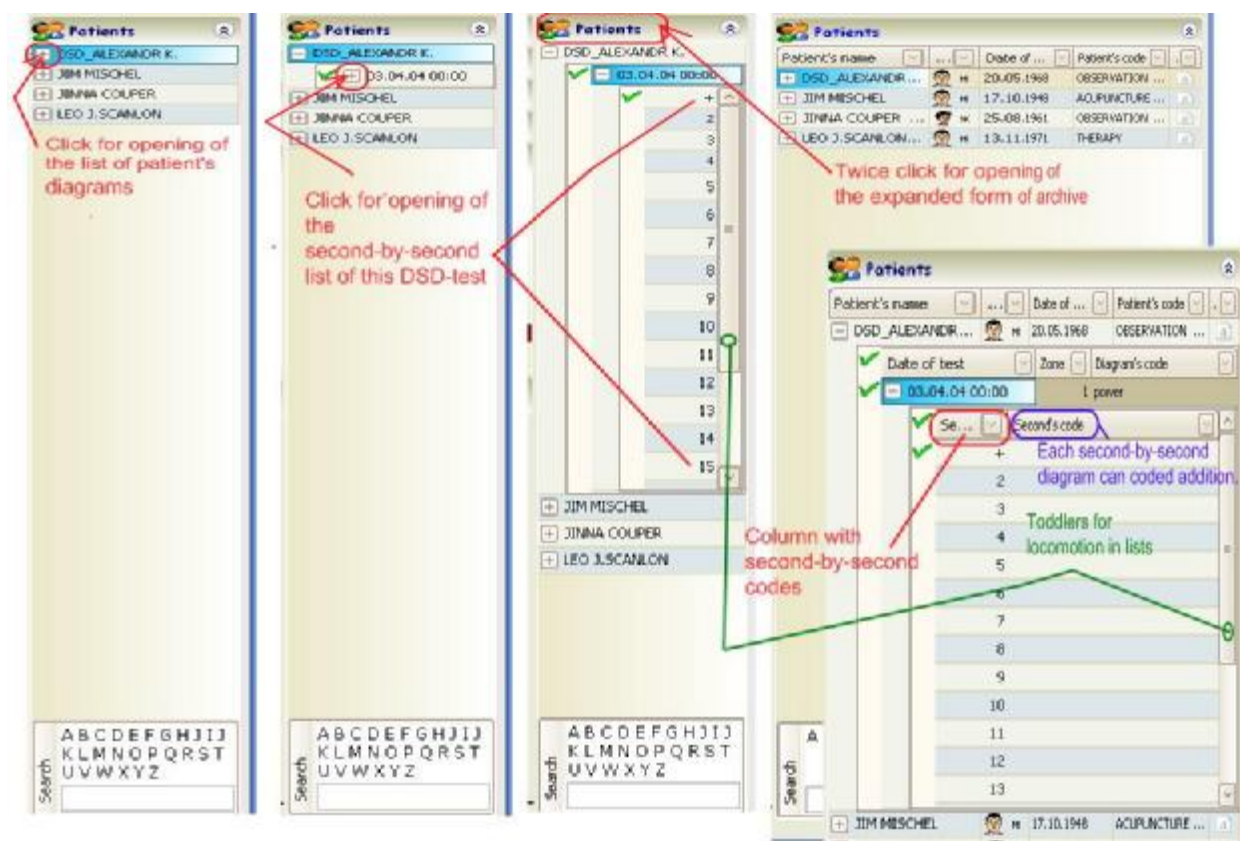 Patients
DSD_ALEXANDR K.
JIM MISCHEL
JINNA COUPER
LEO J.SCANLON
Click for opening of
the list of patient's
diagrams
Search
A B C D E F G H J I J
K L M N O P Q R S T
U V W X Y Z
Patients
DSD_ALEXANDR K.
03.04.04 00:00
JIM MISCHEL
JINNA COUPER
LEO J.SCANLON
Click for opening of
the
second-by-second
list of this DSD-test
Search
A B C D E F G H J I J
K L M N O P Q R S T
U V W X Y Z
Patients
DSD_ALEXANDR K.
03.04.04 00:00
+
2
3
4
5
6
7
8
9
10
11
12
13
14
15
JIM MISCHEL
JINNA COUPER
LEO J.SCANLON
Search
A B C D E F G H J I J
K L M N O P Q R S T
U V W X Y Z
Patients
Patient's name ... Date of ... Patient's code .
DSD_ALEXANDR ... 20.05.1968 OBSERVATION ...
JIM MISCHEL 17.10.1948 ACUPUNCTURE ...
JINNA COUPER ... 25.08.1961 OBSERVATION ...
LEO J.SCANLON... 13.11.1971 THERAPY
Twice click for opening of
the expanded form of archive
A
Search
Patients
Patient's name ... Date of ... Patient's code .
DSD_ALEXANDR... 20.05.1968 OBSERVATION ...
Date of test Zone Diagram's code
03.04.04 00:00 1 power
Se... Second's code
+
2
3
4
5
6
7
8
9
10
11
12
13
Each second-by-second
diagram can coded addition.
Toddlers for
locomotion in lists
Column with
second-by-second
codes
JIM MISCHEL 17.10.1948 ACUPUNCTURE ...